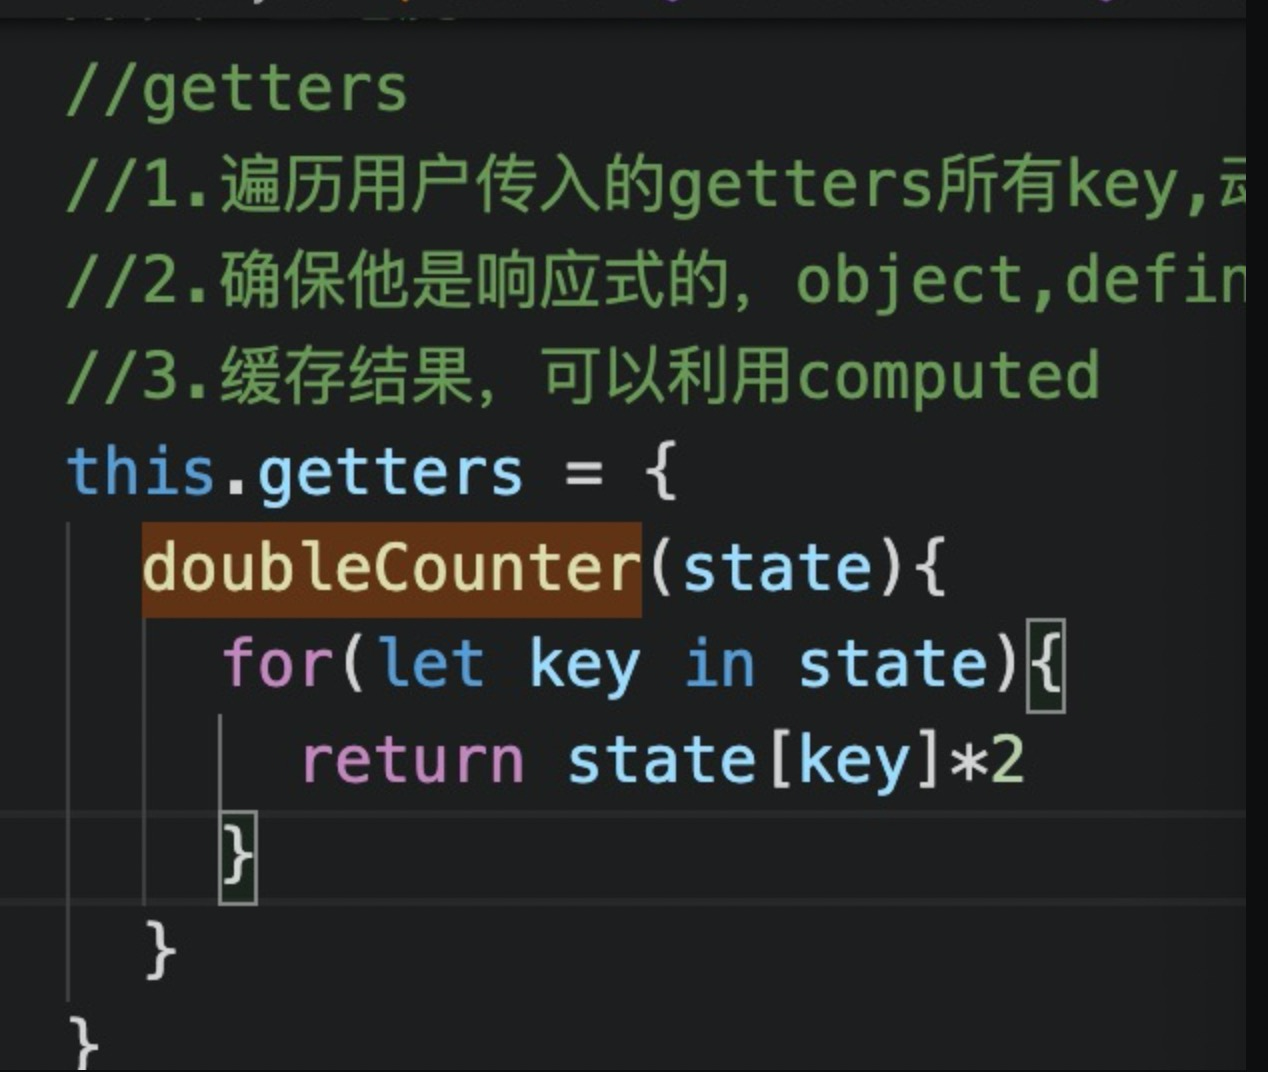 //getters
//1.遍历用户传入的getters所有key,
//2.确保他是响应式的，object,defin
//3.缓存结果，可以利用computed
this.getters = {
doubleCounter(state){
for(let key in state){
return state[key]*2
}
}
}